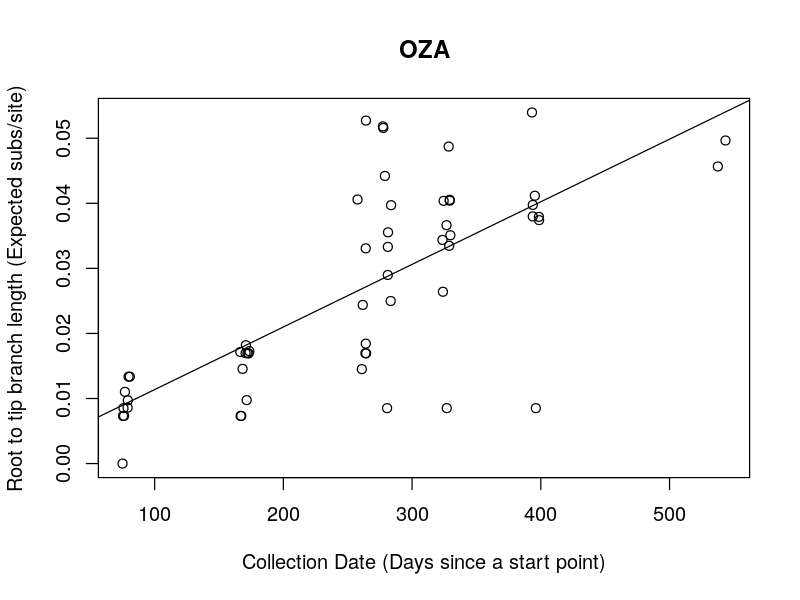 OZA
Root to tip branch length (Expected subs/site)
0.05
0.04
0.03
0.02
0.01
0.00
100 200 300 400 500
Collection Date (Days since a start point)